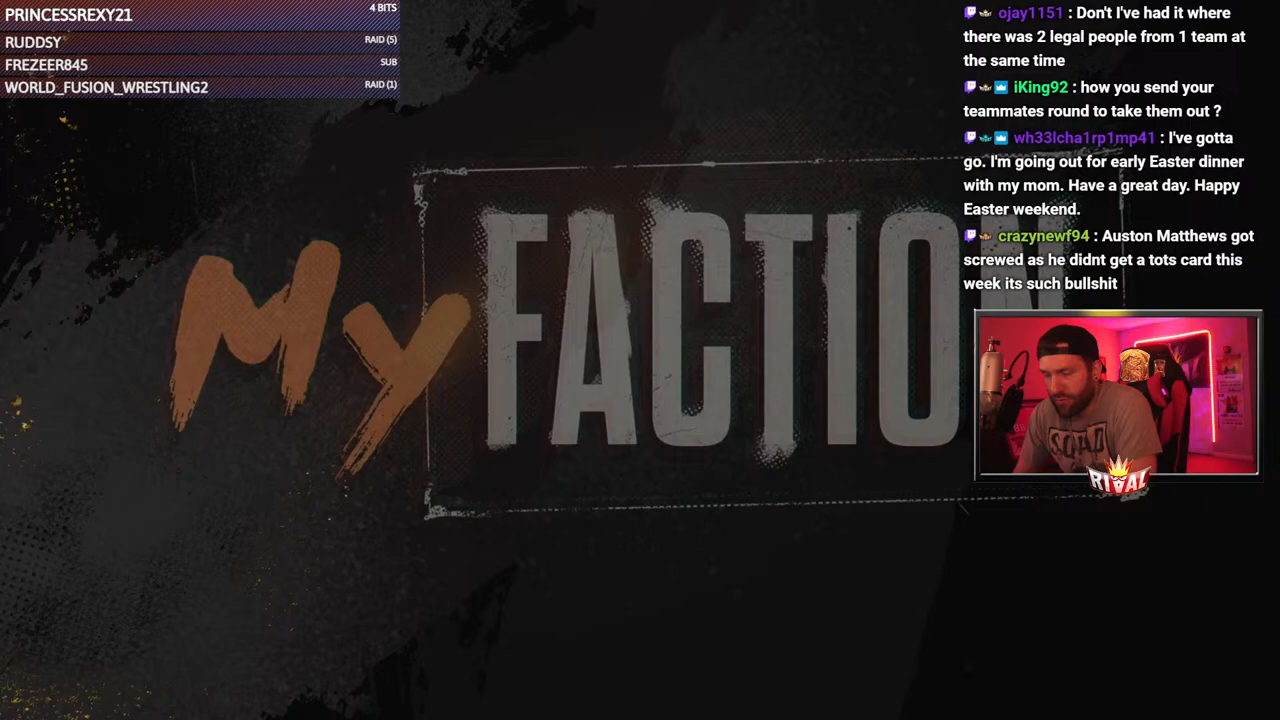 PRINCESSREXY21 4 BITS
RUDDSY RAID (5)
FREZEER845 SUB
WORLD_FUSION_WRESTLING2 RAID (1)
ojay1151 : Don't I've had it where
there was 2 legal people from 1 team at
the same time
iKing92 : how you send your
teammates round to take them out ?
wh33lcha1rp1mp41 : I've gotta
go. I'm going out for early Easter dinner
with my mom. Have a great day. Happy
Easter weekend.
crazynewf94 : Auston Matthews got
screwed as he didnt get a tots card this
week its such bullshit
My FACTION
SQAD
RIVAL